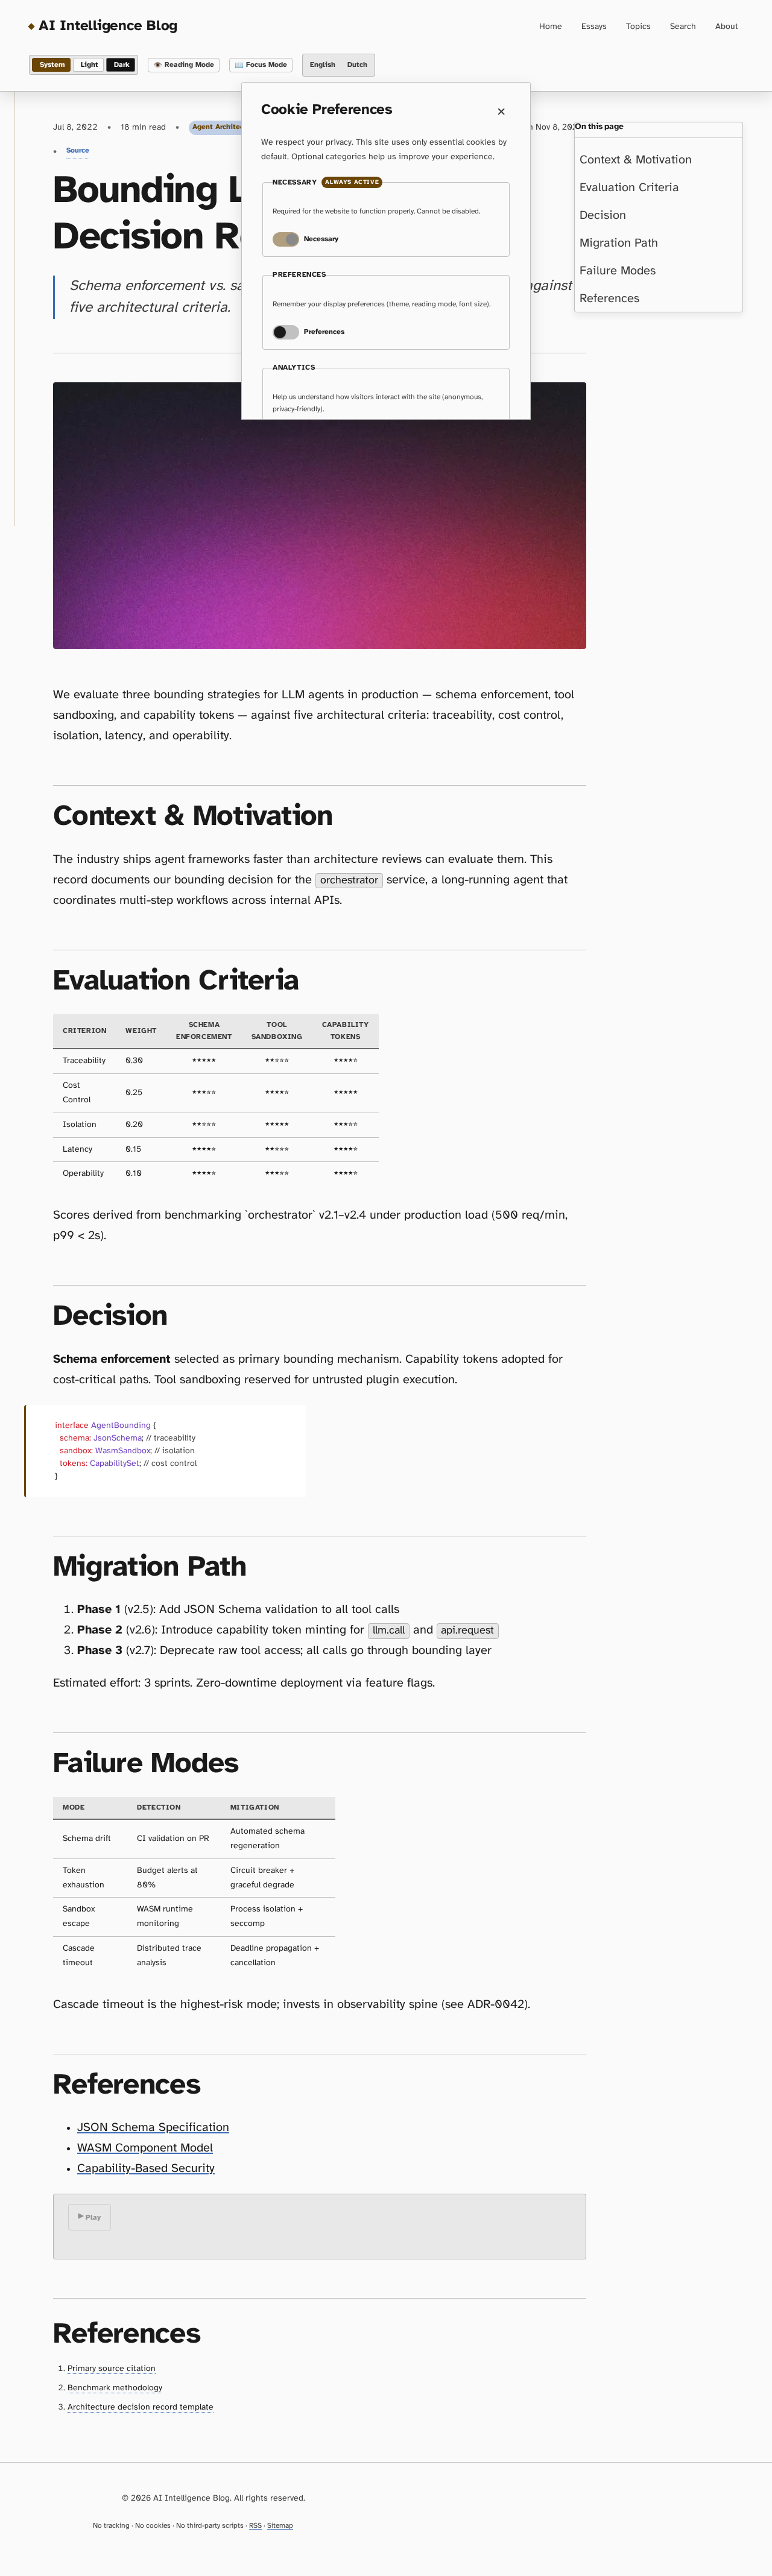 AI Intelligence Blog
Home Essays Topics Search About
System Light Dark Reading Mode Focus Mode English Dutch
Cookie Preferences ✕
We respect your privacy. This site uses only essential cookies by
default. Optional categories help us improve your experience.
NECESSARY ALWAYS ACTIVE
Required for the website to function properly. Cannot be disabled.
Necessary
PREFERENCES
Remember your display preferences (theme, reading mode, font size).
Preferences
ANALYTICS
Help us understand how visitors interact with the site (anonymous,
privacy-friendly).
Jul 8, 2022 • 18 min read • Agent Nov 8,
• Source
Bounding
Decision
Schema enforcement vs. against
five architectural criteria.
On this page
Context & Motivation
Evaluation Criteria
Decision
Migration Path
Failure Modes
References
We evaluate three bounding strategies for LLM agents in production — schema enforcement, tool
sandboxing, and capability tokens — against five architectural criteria: traceability, cost control,
isolation, latency, and operability.
Context & Motivation
The industry ships agent frameworks faster than architecture reviews can evaluate them. This
record documents our bounding decision for the orchestrator service, a long-running agent that
coordinates multi-step workflows across internal APIs.
Evaluation Criteria
CRITERION WEIGHT SCHEMA ENFORCEMENT TOOL SANDBOXING CAPABILITY TOKENS
Traceability 0.30 ★★★★★ ★★☆☆☆ ★★★★☆
Cost Control 0.25 ★★★☆☆ ★★★★☆ ★★★★★
Isolation 0.20 ★★☆☆☆ ★★★★★ ★★★☆☆
Latency 0.15 ★★★★☆ ★★☆☆☆ ★★★★☆
Operability 0.10 ★★★★☆ ★★★☆☆ ★★★★☆
Scores derived from benchmarking `orchestrator` v2.1–v2.4 under production load (500 req/min,
p99 < 2s).
Decision
Schema enforcement selected as primary bounding mechanism. Capability tokens adopted for
cost-critical paths. Tool sandboxing reserved for untrusted plugin execution.
interface AgentBounding {
schema: JsonSchema; // traceability
sandbox: WasmSandbox; // isolation
tokens: CapabilitySet; // cost control
}
Migration Path
1. Phase 1 (v2.5): Add JSON Schema validation to all tool calls
2. Phase 2 (v2.6): Introduce capability token minting for llm.call and api.request
3. Phase 3 (v2.7): Deprecate raw tool access; all calls go through bounding layer
Estimated effort: 3 sprints. Zero-downtime deployment via feature flags.
Failure Modes
MODE DETECTION MITIGATION
Schema drift CI validation on PR Automated schema regeneration
Token exhaustion Budget alerts at 80% Circuit breaker + graceful degrade
Sandbox escape WASM runtime monitoring Process isolation + seccomp
Cascade timeout Distributed trace analysis Deadline propagation + cancellation
Cascade timeout is the highest-risk mode; invests in observability spine (see ADR-0042).
References
• JSON Schema Specification
• WASM Component Model
• Capability-Based Security
▶ Play
References
1. Primary source citation
2. Benchmark methodology
3. Architecture decision record template
© 2026 AI Intelligence Blog. All rights reserved.
No tracking · No cookies · No third-party scripts · RSS · Sitemap